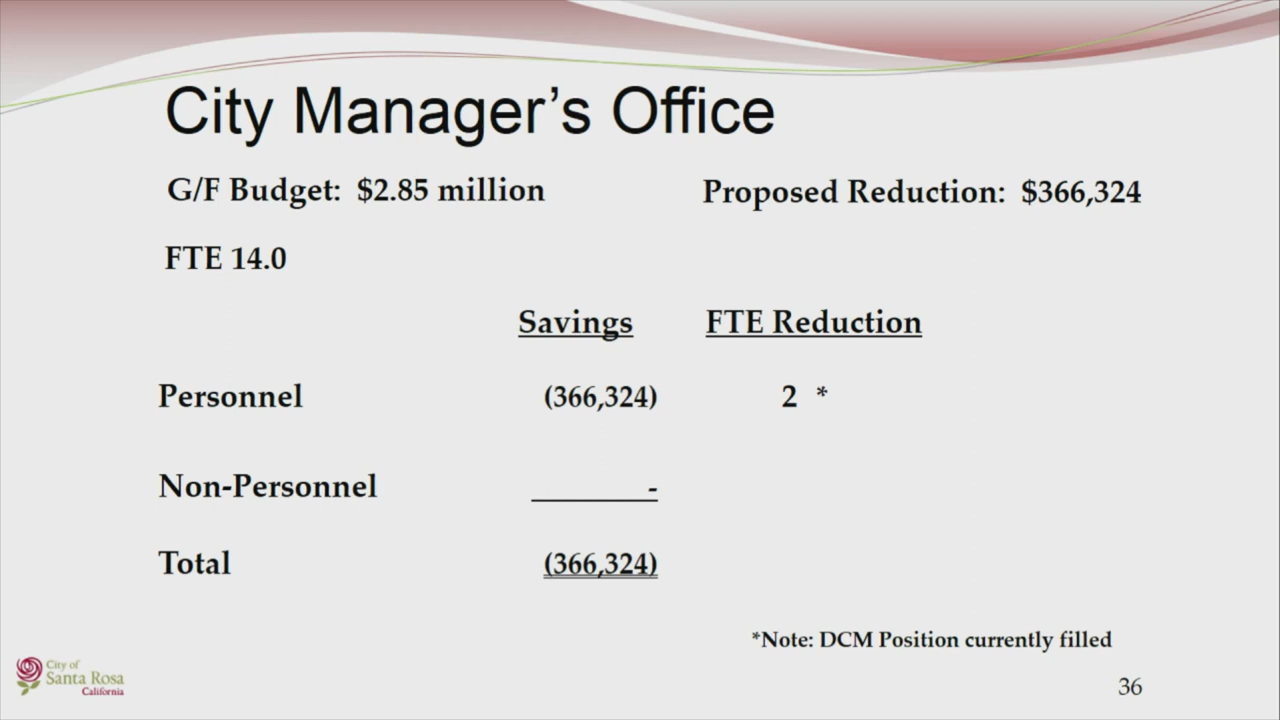 City Manager's Office
G/F Budget: $2.85 million Proposed Reduction: $366,324
FTE 14.0
Savings FTE Reduction
Personnel (366,324) 2 *
Non-Personnel -
Total (366,324)
*Note: DCM Position currently filled
City of
Santa Rosa
California
36